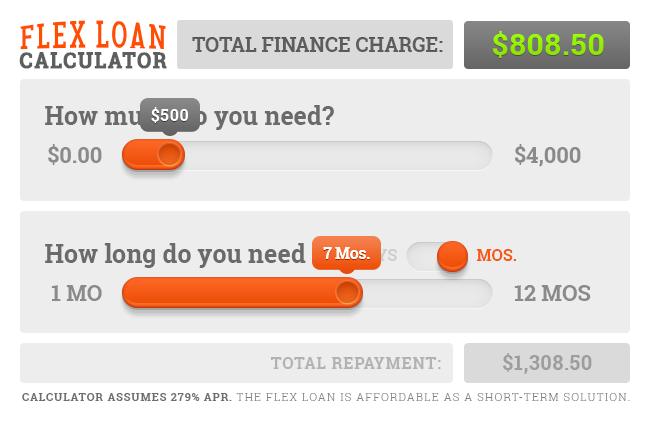 FLEX LOAN
CALCULATOR
TOTAL FINANCE CHARGE:
$808.50
How mu o you need?
$500
$0.00
$4,000
How long do you need
7 Mos.
YS
MOS.
1 MO
12 MOS
TOTAL REPAYMENT:
$1,308.50
CALCULATOR ASSUMES 279% APR. THE FLEX LOAN IS AFFORDABLE AS A SHORT-TERM SOLUTION.